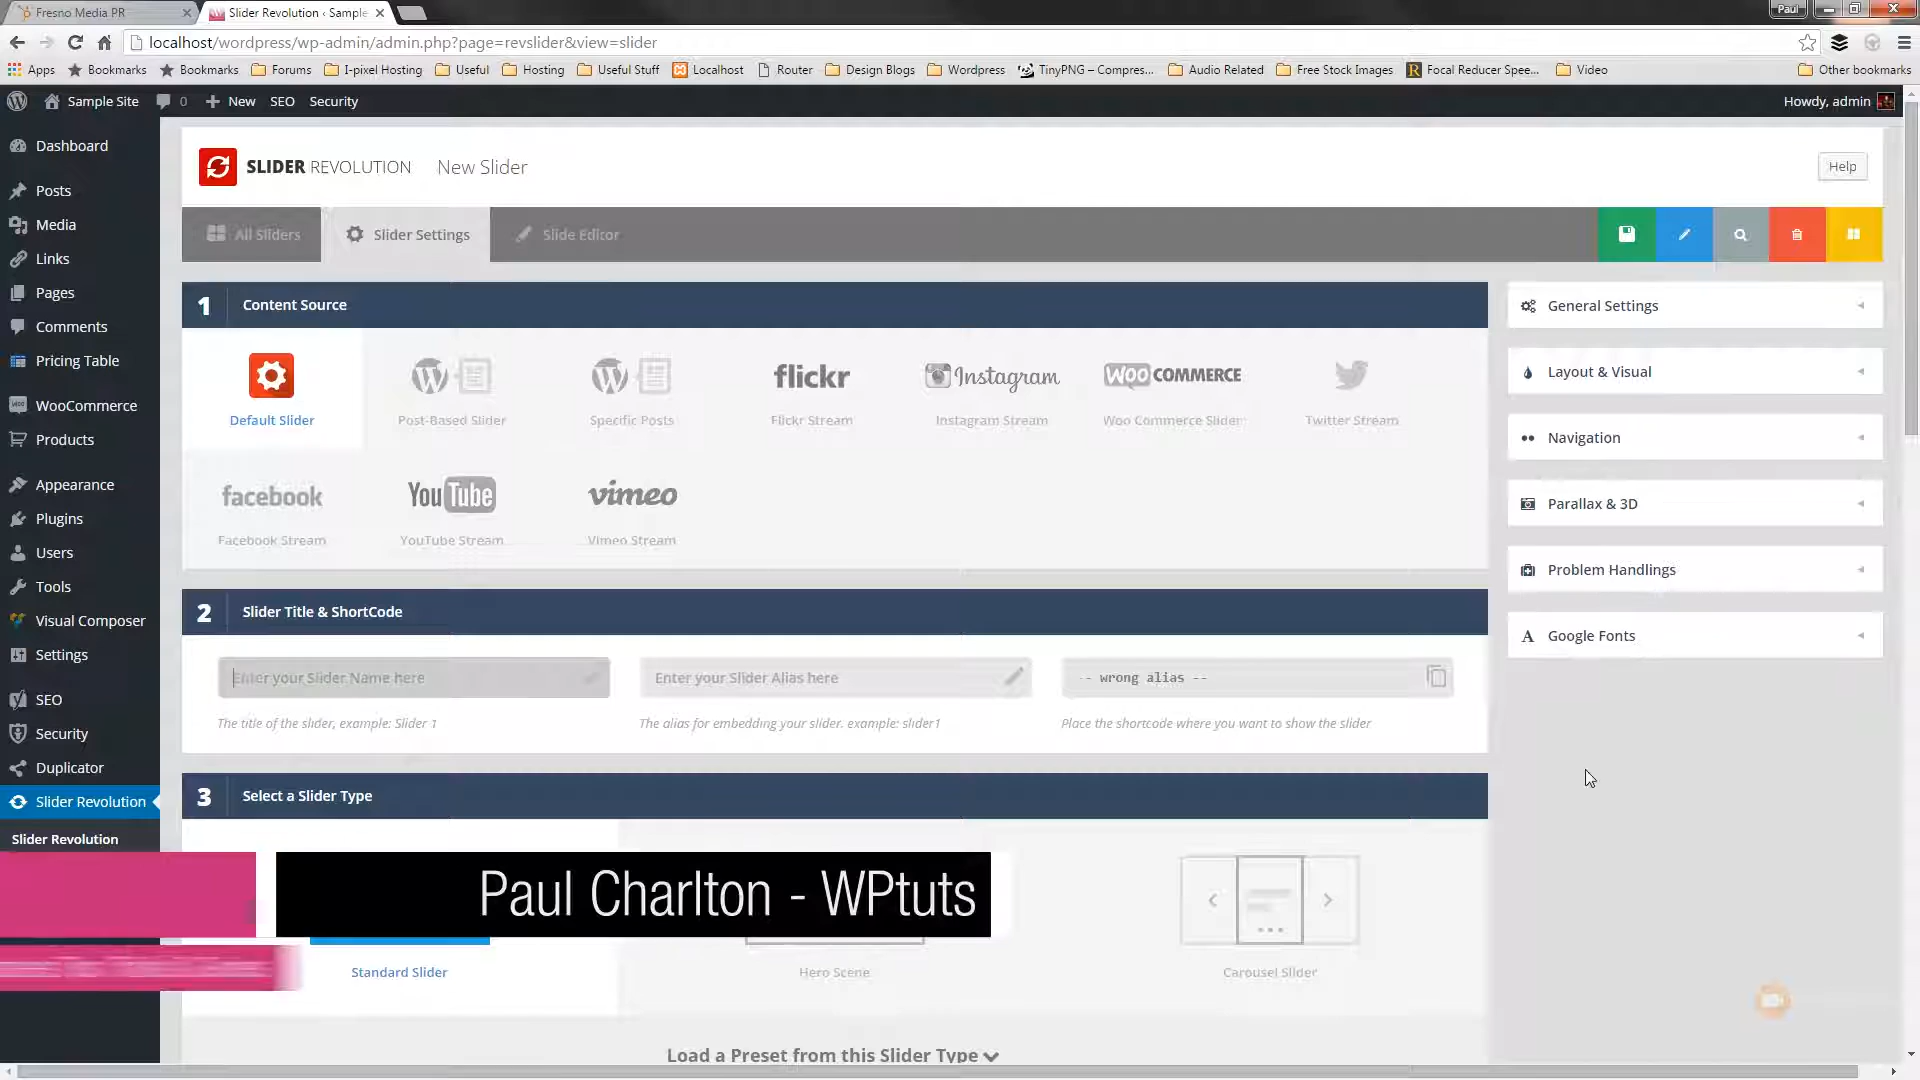 Fresno Media PR
Slider Revolution ‹ Sample
Paul
localhost/wordpress/wp-admin/admin.php?page=revslider&view=slider
Apps
Bookmarks
Bookmarks
Forums
I-pixel Hosting
Useful
Hosting
Useful Stuff
Localhost
Router
Design Blogs
Wordpress
TinyPNG – Compres...
Audio Related
Free Stock Images
Focal Reducer Spee...
Video
Other bookmarks
Sample Site
0
New
SEO
Security
Howdy, admin
Dashboard
Posts
Media
Links
Pages
Comments
Pricing Table
WooCommerce
Products
Appearance
Plugins
Users
Tools
Visual Composer
Settings
SEO
Security
Duplicator
Slider Revolution
Slider Revolution
SLIDER REVOLUTION
New Slider
Help
All Sliders
Slider Settings
Slide Editor
1
Content Source
Default Slider
Post-Based Slider
Specific Posts
flickr
Flickr Stream
Instagram
Instagram Stream
WOO COMMERCE
Woo Commerce Slider
Twitter Stream
facebook
Facebook Stream
YouTube
YouTube Stream
vimeo
Vimeo Stream
2
Slider Title & ShortCode
Enter your Slider Name here
Enter your Slider Alias here
-- wrong alias --
The title of the slider, example: Slider 1
The alias for embedding your slider. example: slider1
Place the shortcode where you want to show the slider
3
Select a Slider Type
Standard Slider
Hero Scene
Carousel Slider
Load a Preset from this Slider Type
General Settings
Layout & Visual
Navigation
Parallax & 3D
Problem Handlings
A
Google Fonts
Paul Charlton - WPtuts